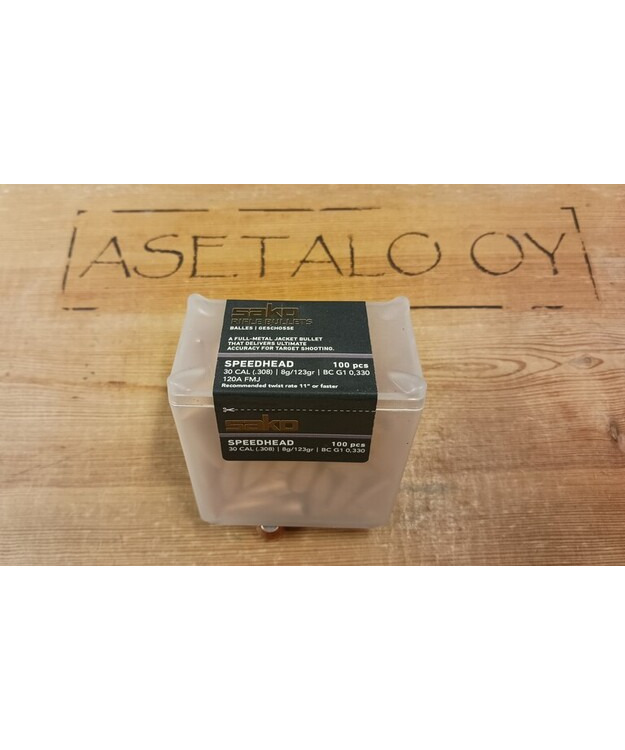 [ASETALO OY]
sako
RIFLE BULLETS
BALLES | GESCHOSSE
A FULL-METAL JACKET BULLET
THAT DELIVERS ULTIMATE
ACCURACY FOR TARGET SHOOTING.
SPEEDHEAD 100 pcs
30 CAL (.308) | 8g/123gr | BC G1 0,330
120A FMJ
Recommended twist rate 11" or faster
sako
SPEEDHEAD 100 pcs
30 CAL (.308) | 8g/123gr | BC G1 0,330